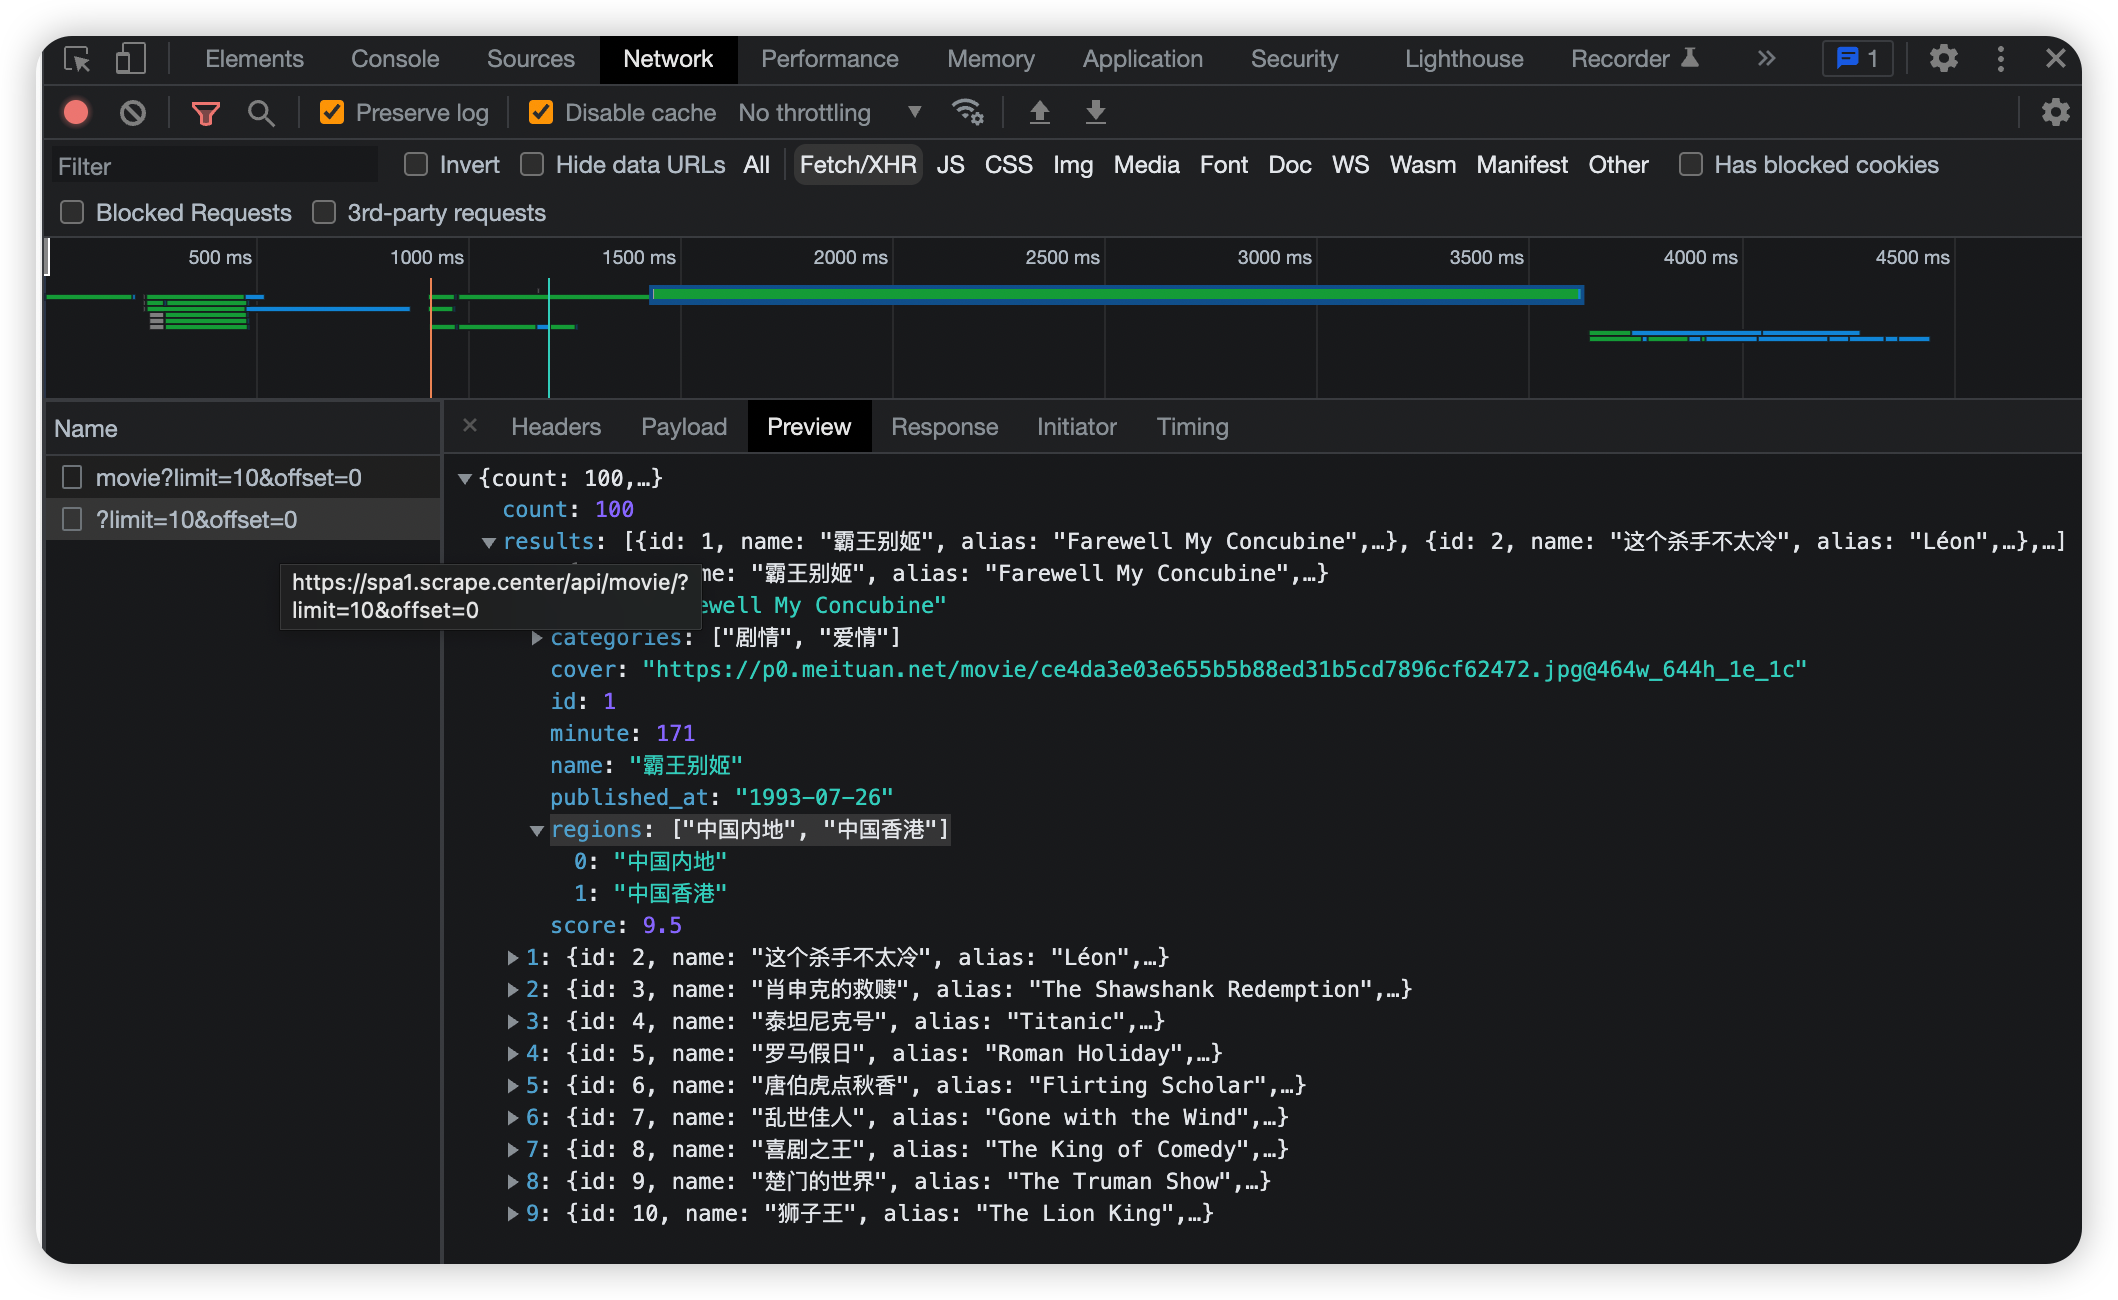 Elements Console Sources Network Performance Memory Application Security Lighthouse Recorder » 1
Preserve log Disable cache No throttling
Filter Invert Hide data URLs All Fetch/XHR JS CSS Img Media Font Doc WS Wasm Manifest Other Has blocked cookies
Blocked Requests 3rd-party requests
500 ms 1000 ms 1500 ms 2000 ms 2500 ms 3000 ms 3500 ms 4000 ms 4500 ms
Name
movie?limit=10&offset=0
?limit=10&offset=0
https://spa1.scrape.center/api/movie/?
limit=10&offset=0
Headers Payload Preview Response Initiator Timing
{count: 100,…}
count: 100
results: [{id: 1, name: "霸王别姬", alias: "Farewell My Concubine",…}, {id: 2, name: "这个杀手不太冷", alias: "Léon",…},…]
me: "霸王别姬", alias: "Farewell My Concubine",…}
ewell My Concubine"
categories: ["剧情", "爱情"]
cover: "https://p0.meituan.net/movie/ce4da3e03e655b5b88ed31b5cd7896cf62472.jpg@464w_644h_1e_1c"
id: 1
minute: 171
name: "霸王别姬"
published_at: "1993-07-26"
regions: ["中国内地", "中国香港"]
0: "中国内地"
1: "中国香港"
score: 9.5
1: {id: 2, name: "这个杀手不太冷", alias: "Léon",…}
2: {id: 3, name: "肖申克的救赎", alias: "The Shawshank Redemption",…}
3: {id: 4, name: "泰坦尼克号", alias: "Titanic",…}
4: {id: 5, name: "罗马假日", alias: "Roman Holiday",…}
5: {id: 6, name: "唐伯虎点秋香", alias: "Flirting Scholar",…}
6: {id: 7, name: "乱世佳人", alias: "Gone with the Wind",…}
7: {id: 8, name: "喜剧之王", alias: "The King of Comedy",…}
8: {id: 9, name: "楚门的世界", alias: "The Truman Show",…}
9: {id: 10, name: "狮子王", alias: "The Lion King",…}